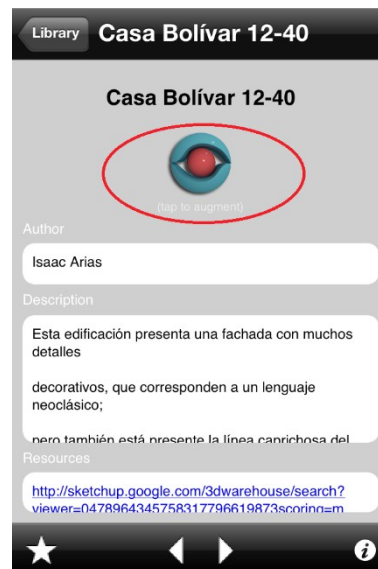 Library
Casa Bolívar 12-40
Casa Bolívar 12-40
(tap to augment)
Author
Isaac Arias
Description
Esta edificación presenta una fachada con muchos
detalles
decorativos, que corresponden a un lenguaje
neoclásico;
pero también está presente la línea caprichosa del
Resources
http://sketchup.google.com/3dwarehouse/search?
viewer=0478964345758317796619873scoring=m